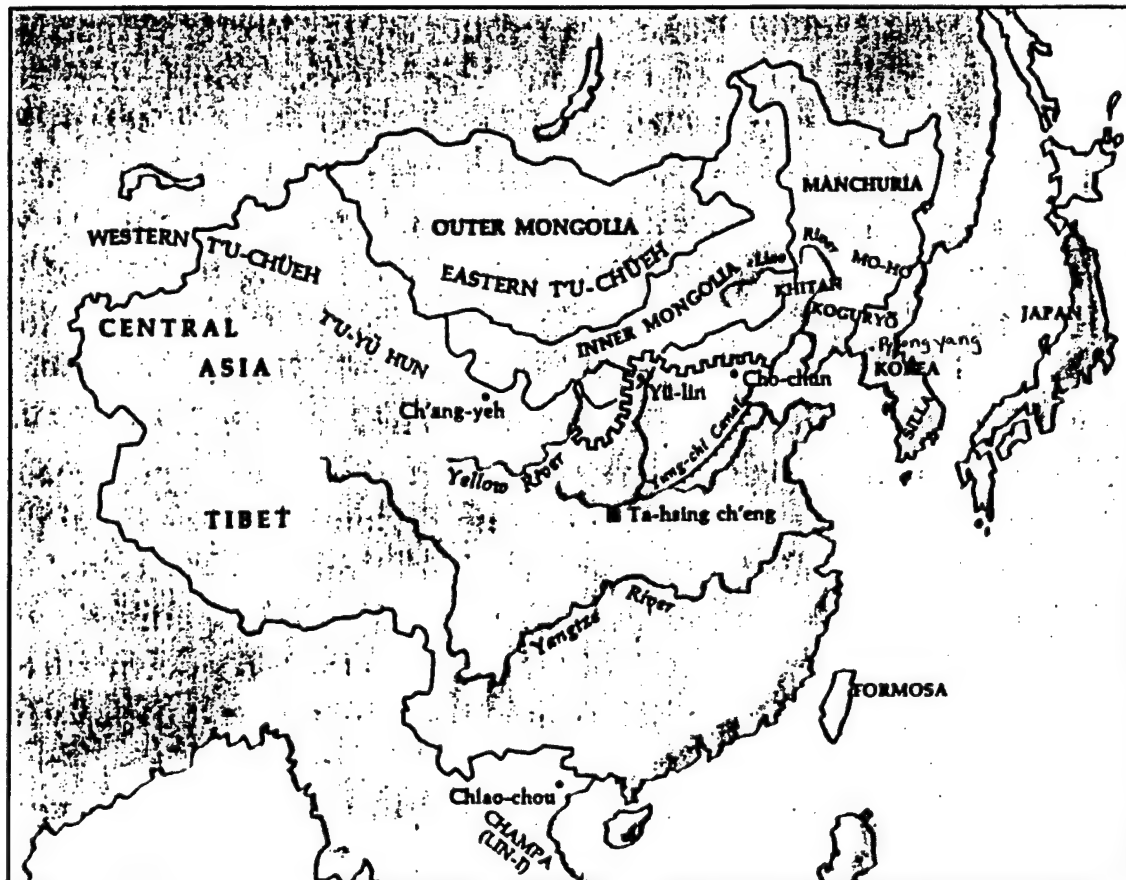 MANCHURIA
OUTER MONGOLIA
WESTERN T'U-CHÜEH
River
MO-HO
EASTERN T'U-CHÜEH
Liao
KHITAN
INNER MONGOLIA
KOGURYŎ
JAPAN
CENTRAL
ASIA
T'U-YÜ HUN
P'yongyang
KOREA
Yü-lin
Cho-chün
Ch'ang-yeh
SILLA
Yung-chi Canal
Yellow River
TIBET
Ta-hsing ch'eng
Yangtze River
FORMOSA
Chiao-chou
CHAMPA
(LIN-I)